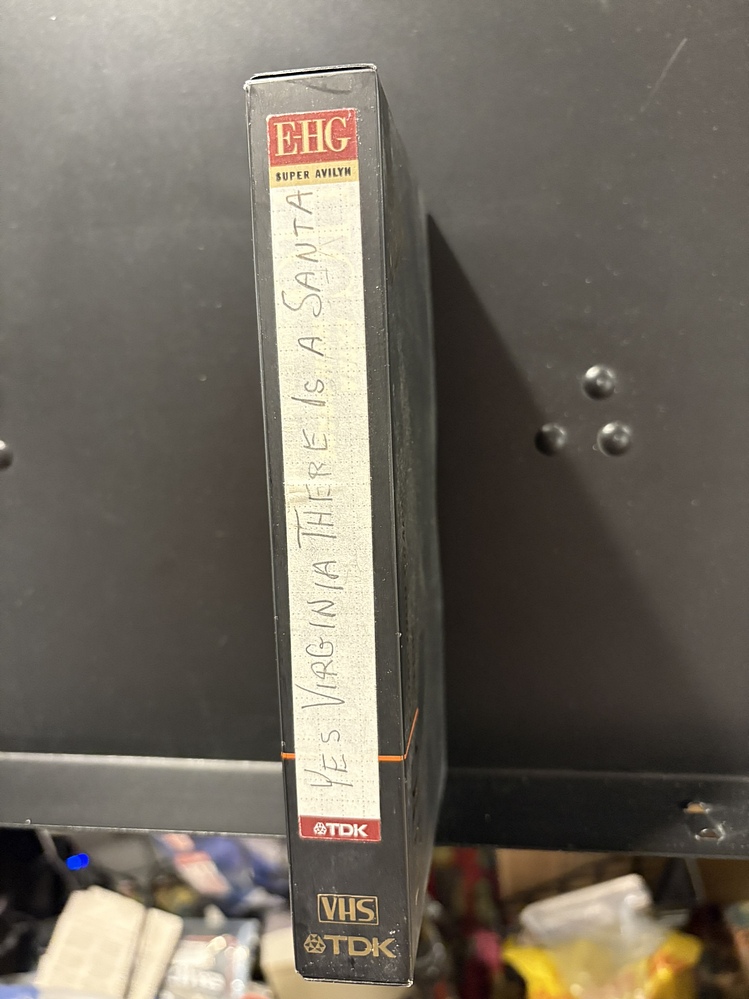 E-HG
SUPER AVILYN
YES VIRGINIA THERE IS A SANTA
TDK
VHS
TDK